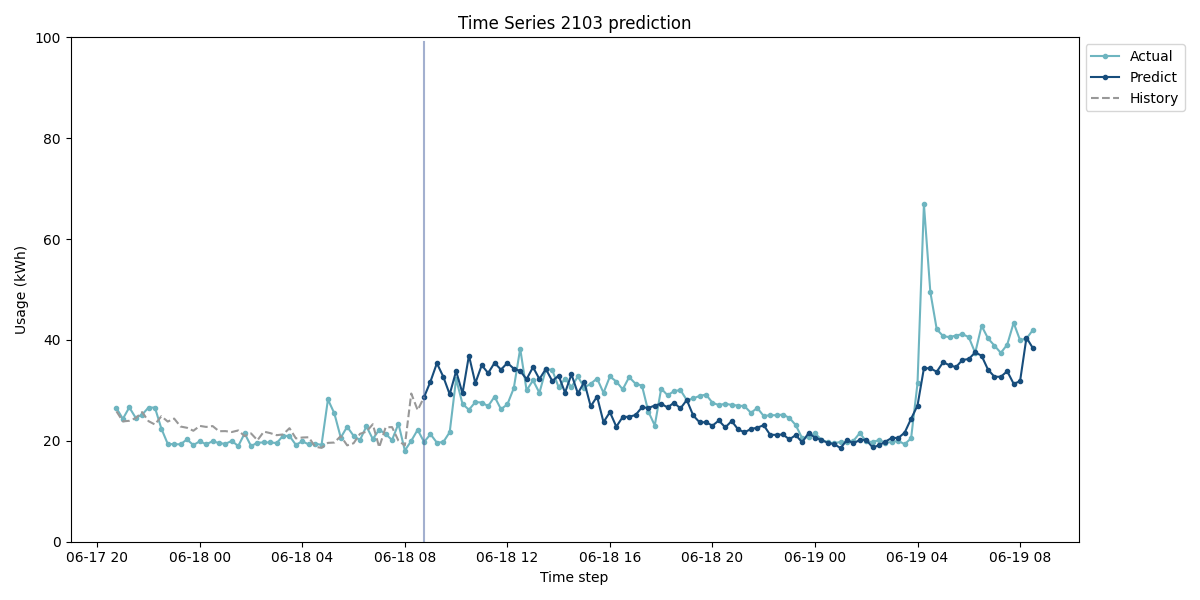 Time Series 2103 prediction
100
80
60
40
20
0
Usage (kWh)
06-17 20
06-18 00
06-18 04
06-18 08
06-18 12
06-18 16
06-18 20
06-19 00
06-19 04
06-19 08
Time step
Actual
Predict
History